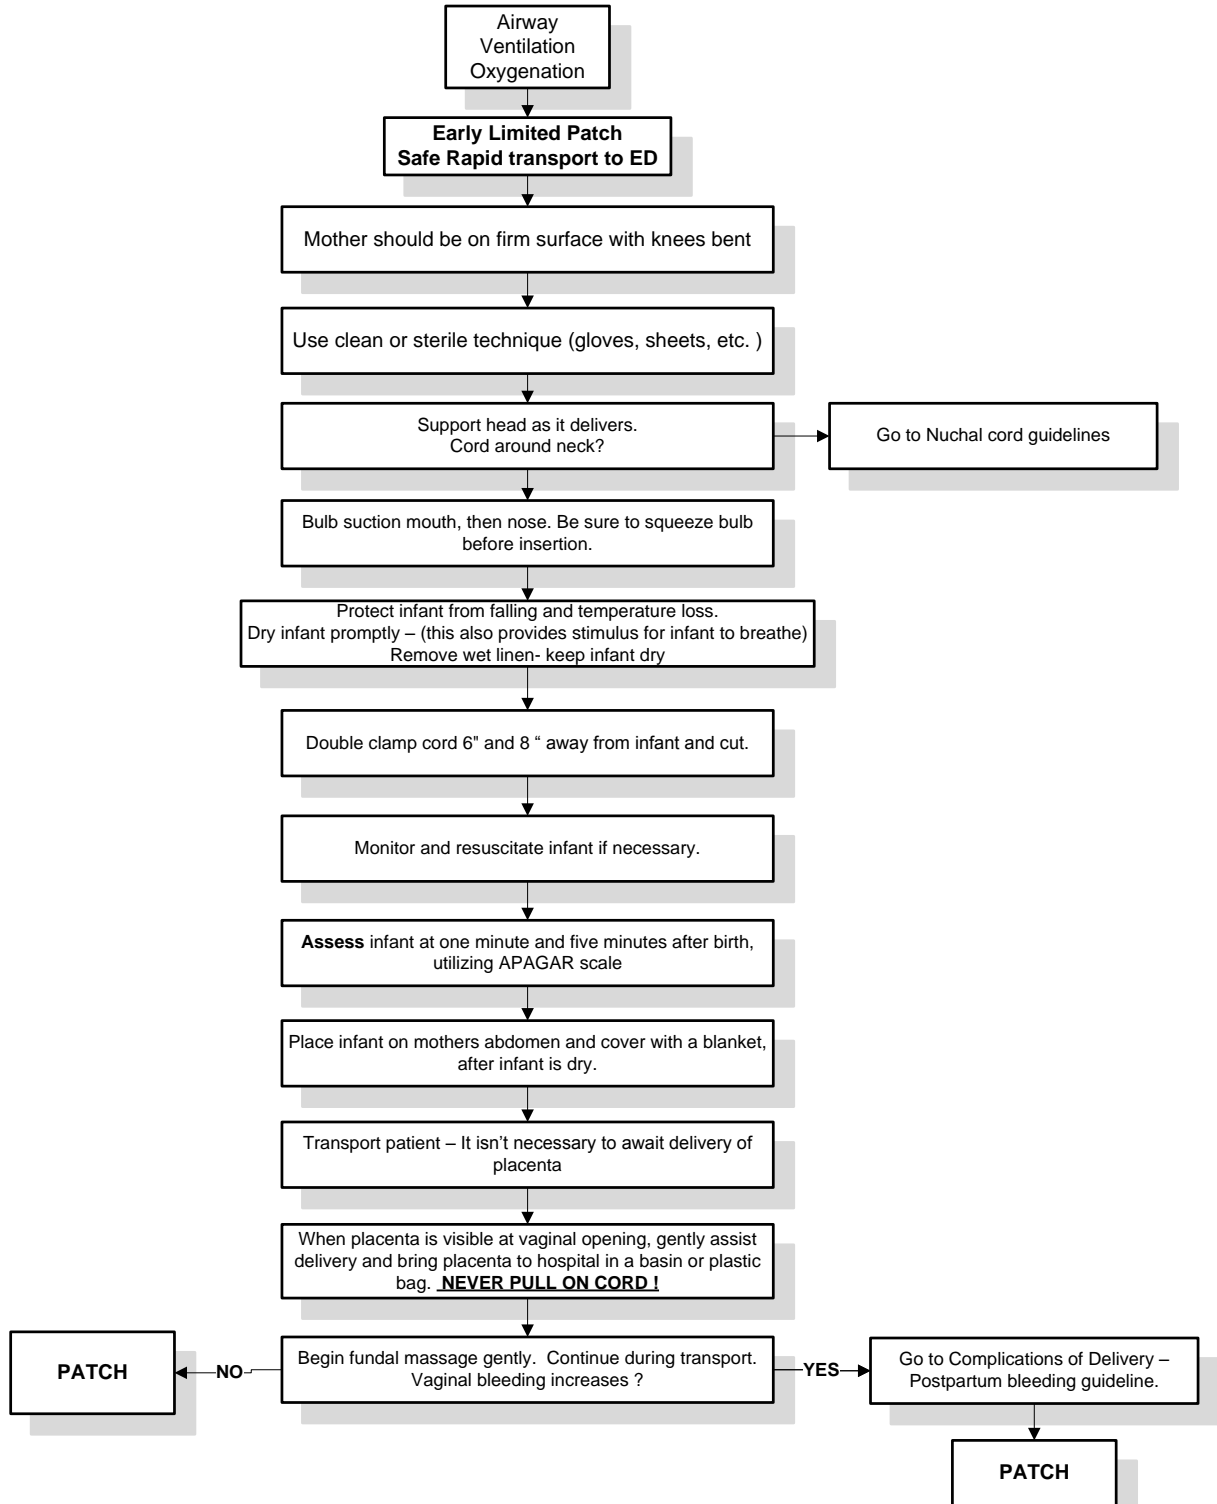 Airway
Ventilation
Oxygenation
Early Limited Patch
Safe Rapid transport to ED
Mother should be on firm surface with knees bent
Use clean or sterile technique (gloves, sheets, etc. )
Support head as it delivers.
Cord around neck?
Go to Nuchal cord guidelines
Bulb suction mouth, then nose. Be sure to squeeze bulb
before insertion.
Protect infant from falling and temperature loss.
Dry infant promptly – (this also provides stimulus for infant to breathe)
Remove wet linen- keep infant dry
Double clamp cord 6" and 8 “ away from infant and cut.
Monitor and resuscitate infant if necessary.
Assess infant at one minute and five minutes after birth,
utilizing APAGAR scale
Place infant on mothers abdomen and cover with a blanket,
after infant is dry.
Transport patient – It isn’t necessary to await delivery of
placenta
When placenta is visible at vaginal opening, gently assist
delivery and bring placenta to hospital in a basin or plastic
bag. NEVER PULL ON CORD !
Begin fundal massage gently. Continue during transport.
Vaginal bleeding increases ?
NO
PATCH
YES
Go to Complications of Delivery –
Postpartum bleeding guideline.
PATCH